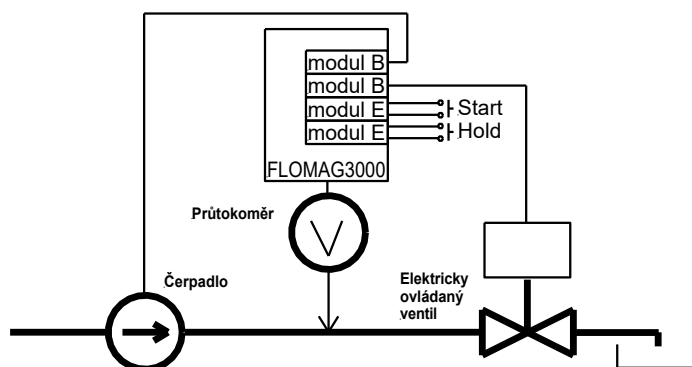 modul B
modul B
modul E
Start
modul E
Hold
FLOMAG3000
Průtokoměr
Čerpadlo
Elektricky
ovládaný
ventil